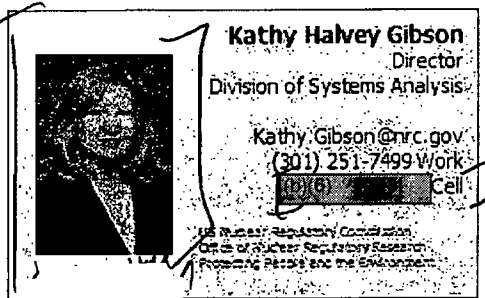 Kathy Halvey Gibson
Director
Division of Systems Analysis
Kathy.Gibson@nrc.gov
(301) 251-7499 Work
(b)(6) Cell
US Nuclear Regulatory Commission
Office of Nuclear Regulatory Research
Protecting People and the Environment